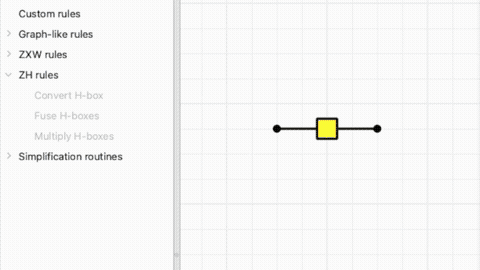 Custom rules
Graph-like rules
ZXW rules
ZH rules
Convert H-box
Fuse H-boxes
Multiply H-boxes
Simplification routines